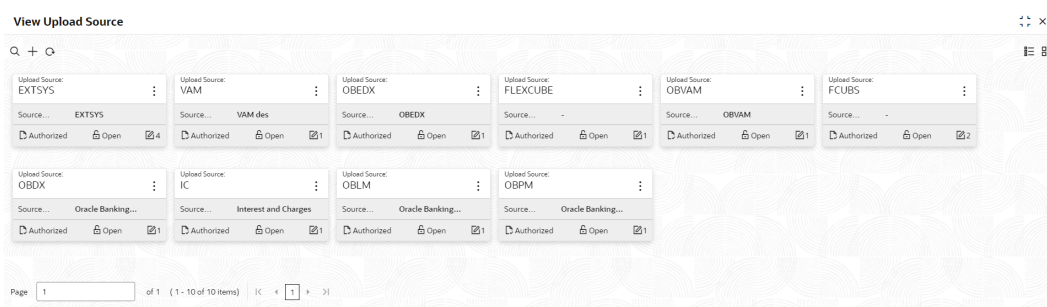 View Upload Source
Upload Source: Upload Source: Upload Source: Upload Source: Upload Source: Upload Source:
EXTSYS VAM OBEDX FLEXCUBE OBVAM FCUBS
Source... EXTSYS Source... VAM des Source... OBEDX Source... - Source... OBVAM Source... -
Authorized Open 4 Authorized Open 1 Authorized Open 1 Authorized Open 1 Authorized Open 1 Authorized Open 2
Upload Source: Upload Source: Upload Source: Upload Source:
OBDX IC OBLM OBPM
Source... Oracle Banking... Source... Interest and Charges Source... Oracle Banking... Source... Oracle Banking...
Authorized Open 1 Authorized Open 1 Authorized Open 1 Authorized Open 1
Page 1 of 1 (1 - 10 of 10 items) 1